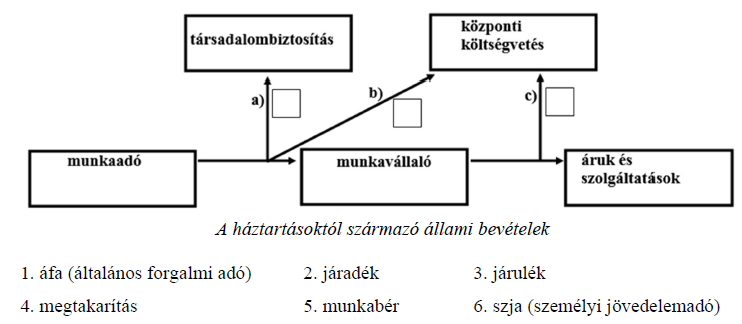 társadalombiztosítás
központi
költségvetés
a)
b)
c)
munkaadó
munkavállaló
áruk és
szolgáltatások
A háztartásoktól származó állami bevételek
1. áfa (általános forgalmi adó) 2. járadék 3. járulék
4. megtakarítás 5. munkabér 6. szja (személyi jövedelemadó)